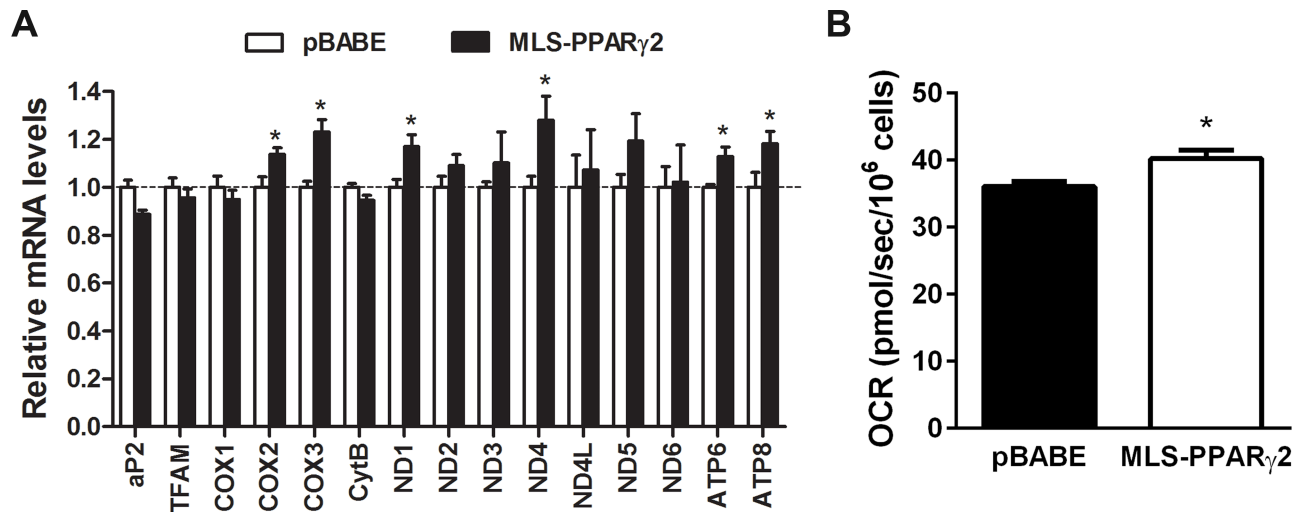 A
pBABE MLS-PPARγ2
Relative mRNA levels
1.4
1.2
1.0
0.8
0.6
0.4
0.2
0.0
* * * * * *
aP2 TFAM COX1 COX2 COX3 CytB ND1 ND2 ND3 ND4 ND4L ND5 ND6 ATP6 ATP8
B
OCR (pmol/sec/10⁶ cells)
50
40
30
20
10
0
*
pBABE MLS-PPARγ2